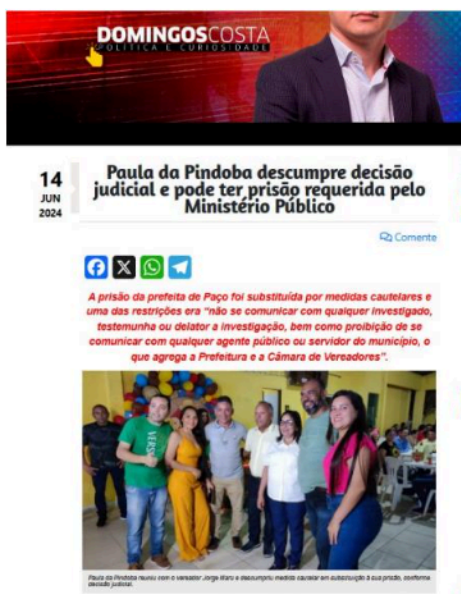 DOMINGOSCOSTA
POLÍTICA E CURIOSIDADE
14
JUN
2024
Paula da Pindoba descumpre decisão
judicial e pode ter prisão requerida pelo
Ministério Público
Comente
A prisão da prefeita de Paço foi substituída por medidas cautelares e
uma das restrições era “não se comunicar com qualquer investigado,
testemunha ou delator a investigação, bem como proibição de se
comunicar com qualquer agente público ou servidor do município, o
que agrega a Prefeitura e a Câmara de Vereadores”.
Paula da Pindoba reuniu com o vereador Jorge Maru e descumpriu medida cautelar em substituição à sua prisão, conforme
decisão judicial.